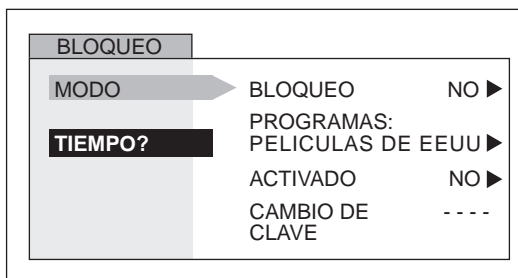 BLOQUEO
MODO
TIEMPO?
BLOQUEO NO
PROGRAMAS:
PELICULAS DE EEUU
ACTIVADO NO
CAMBIO DE - - - -
CLAVE